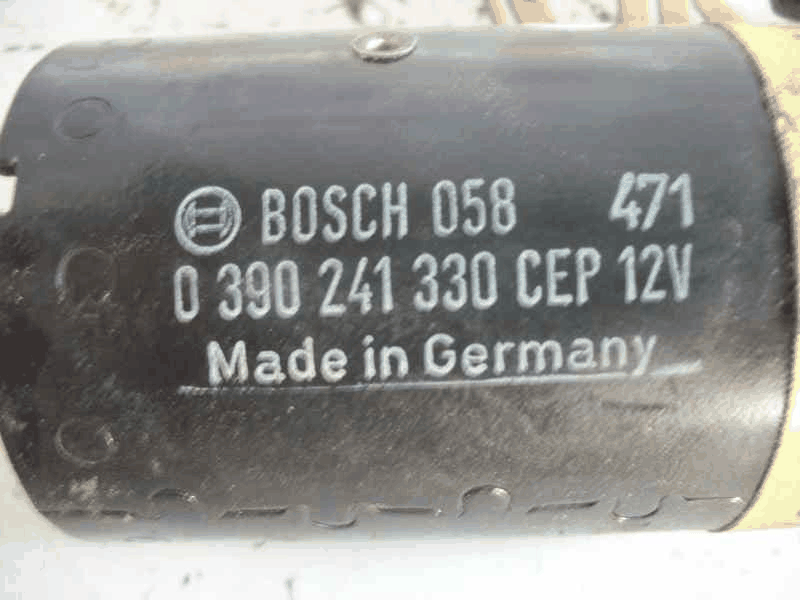 BOSCH 058 471
0 390 241 330 CEP 12V
Made in Germany